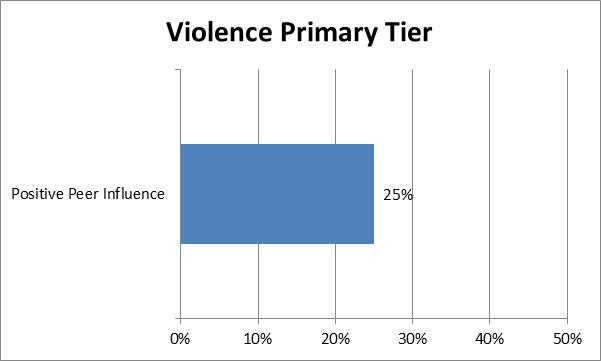 Violence Primary Tier
Positive Peer Influence
25%
0% 10% 20% 30% 40% 50%